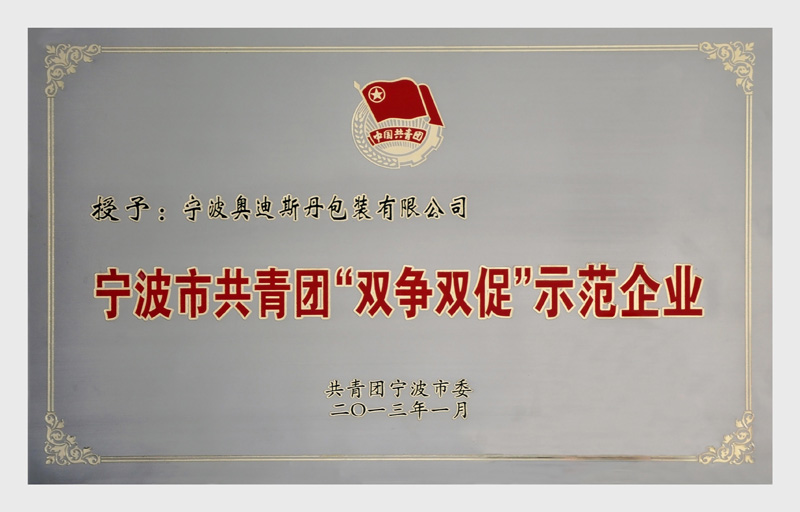 中国共青团
授予：宁波奥迪斯丹包装有限公司
宁波市共青团“双争双促”示范企业
共青团宁波市委
二〇一三年一月